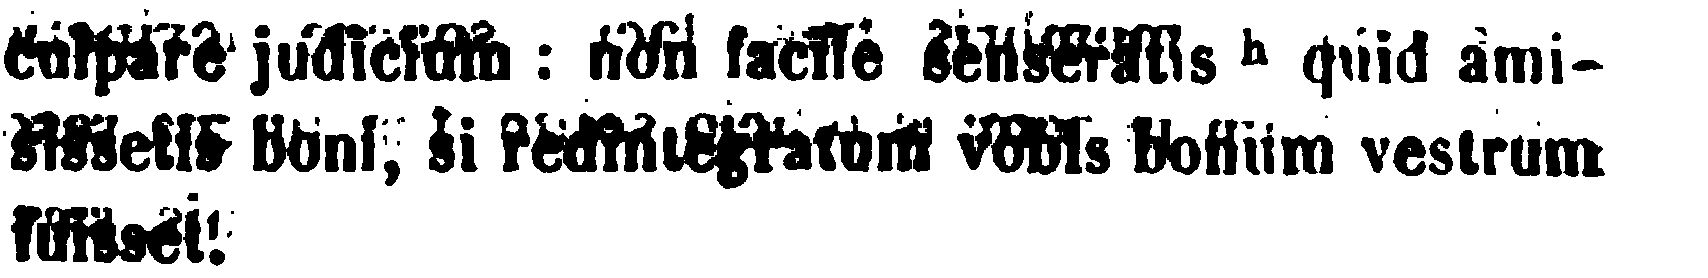 culpare judicium : non facile senseratis h quid ami-
sissetis boni, si redintegratum vobis bonum vestrum
fuisset.